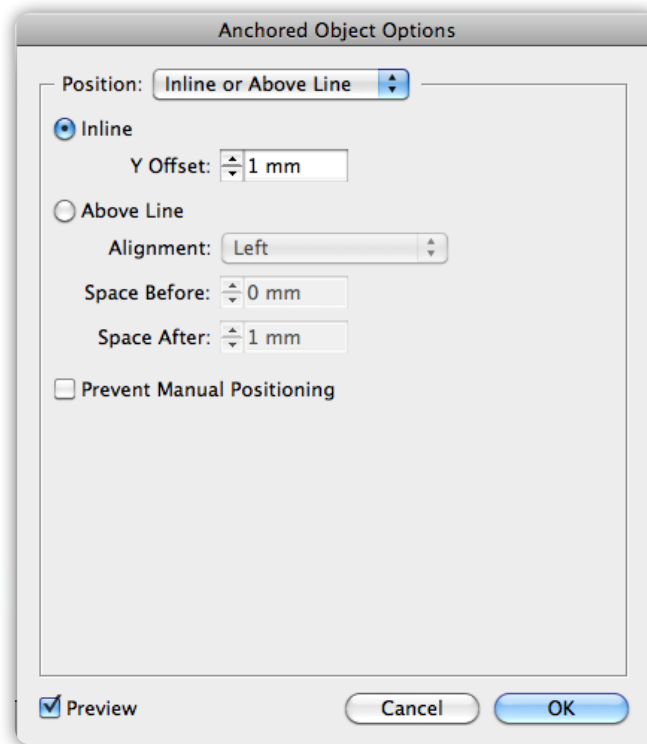 Anchored Object Options
Position: Inline or Above Line
Inline
Y Offset: 1 mm
Above Line
Alignment: Left
Space Before: 0 mm
Space After: 1 mm
Prevent Manual Positioning
Preview Cancel OK